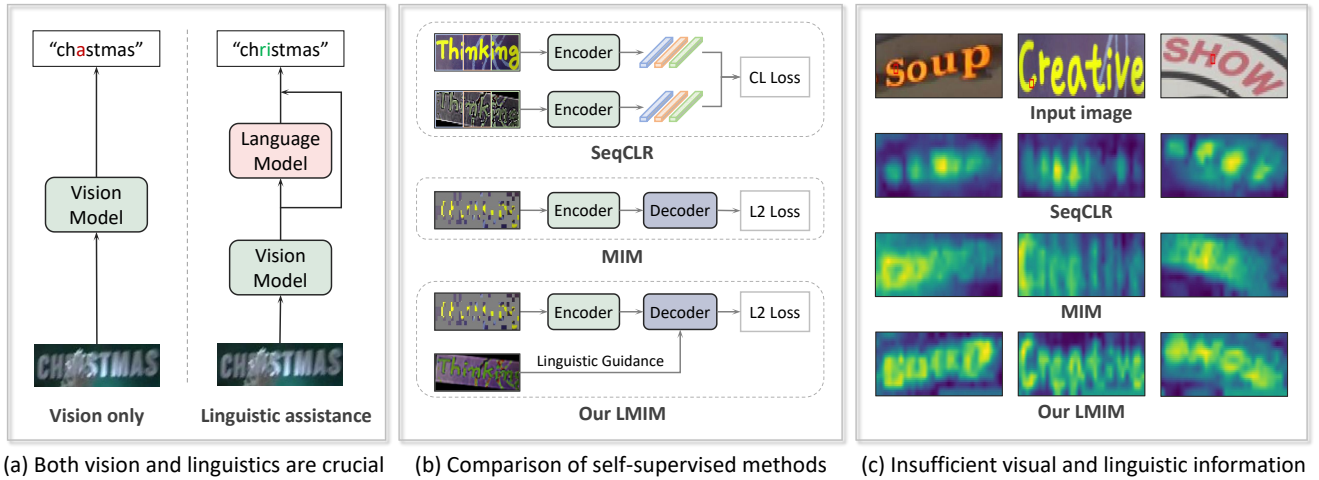 “chastmas”
Vision
Model
CHRISTMAS
Vision only
“christmas”
Language
Model
Vision
Model
CHRISTMAS
Linguistic assistance
(a) Both vision and linguistics are crucial
Thinking
Encoder
Thinking
Encoder
CL Loss
SeqCLR
Encoder
Decoder
L2 Loss
MIM
Encoder
Decoder
L2 Loss
Thinking
Linguistic Guidance
Our LMIM
(b) Comparison of self-supervised methods
Soup
Creative
SHOW
Input image
SeqCLR
MIM
Creative
Our LMIM
(c) Insufficient visual and linguistic information